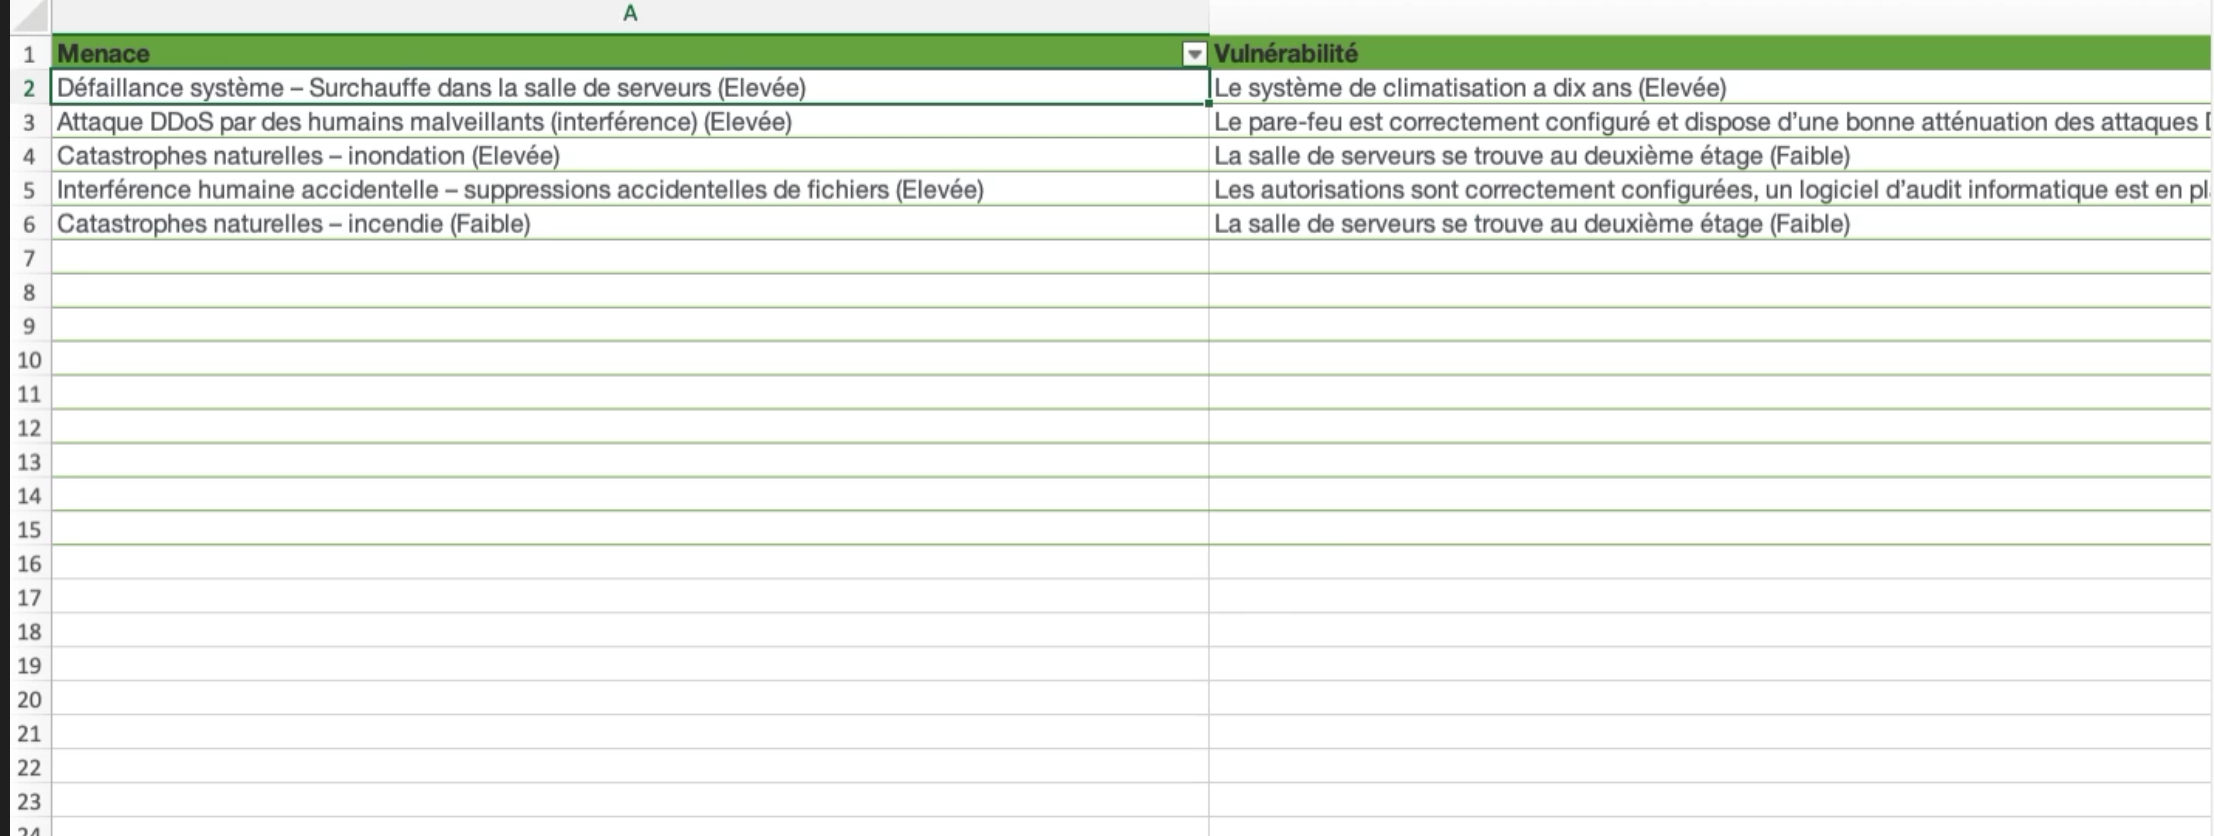 A
1 Menace Vulnérabilité
2 Défaillance système – Surchauffe dans la salle de serveurs (Elevée) Le système de climatisation a dix ans (Elevée)
3 Attaque DDoS par des humains malveillants (interférence) (Elevée) Le pare-feu est correctement configuré et dispose d’une bonne atténuation des attaques
4 Catastrophes naturelles – inondation (Elevée) La salle de serveurs se trouve au deuxième étage (Faible)
5 Interférence humaine accidentelle – suppressions accidentelles de fichiers (Elevée) Les autorisations sont correctement configurées, un logiciel d’audit informatique est en
6 Catastrophes naturelles – incendie (Faible) La salle de serveurs se trouve au deuxième étage (Faible)
7
8
9
10
11
12
13
14
15
16
17
18
19
20
21
22
23
24